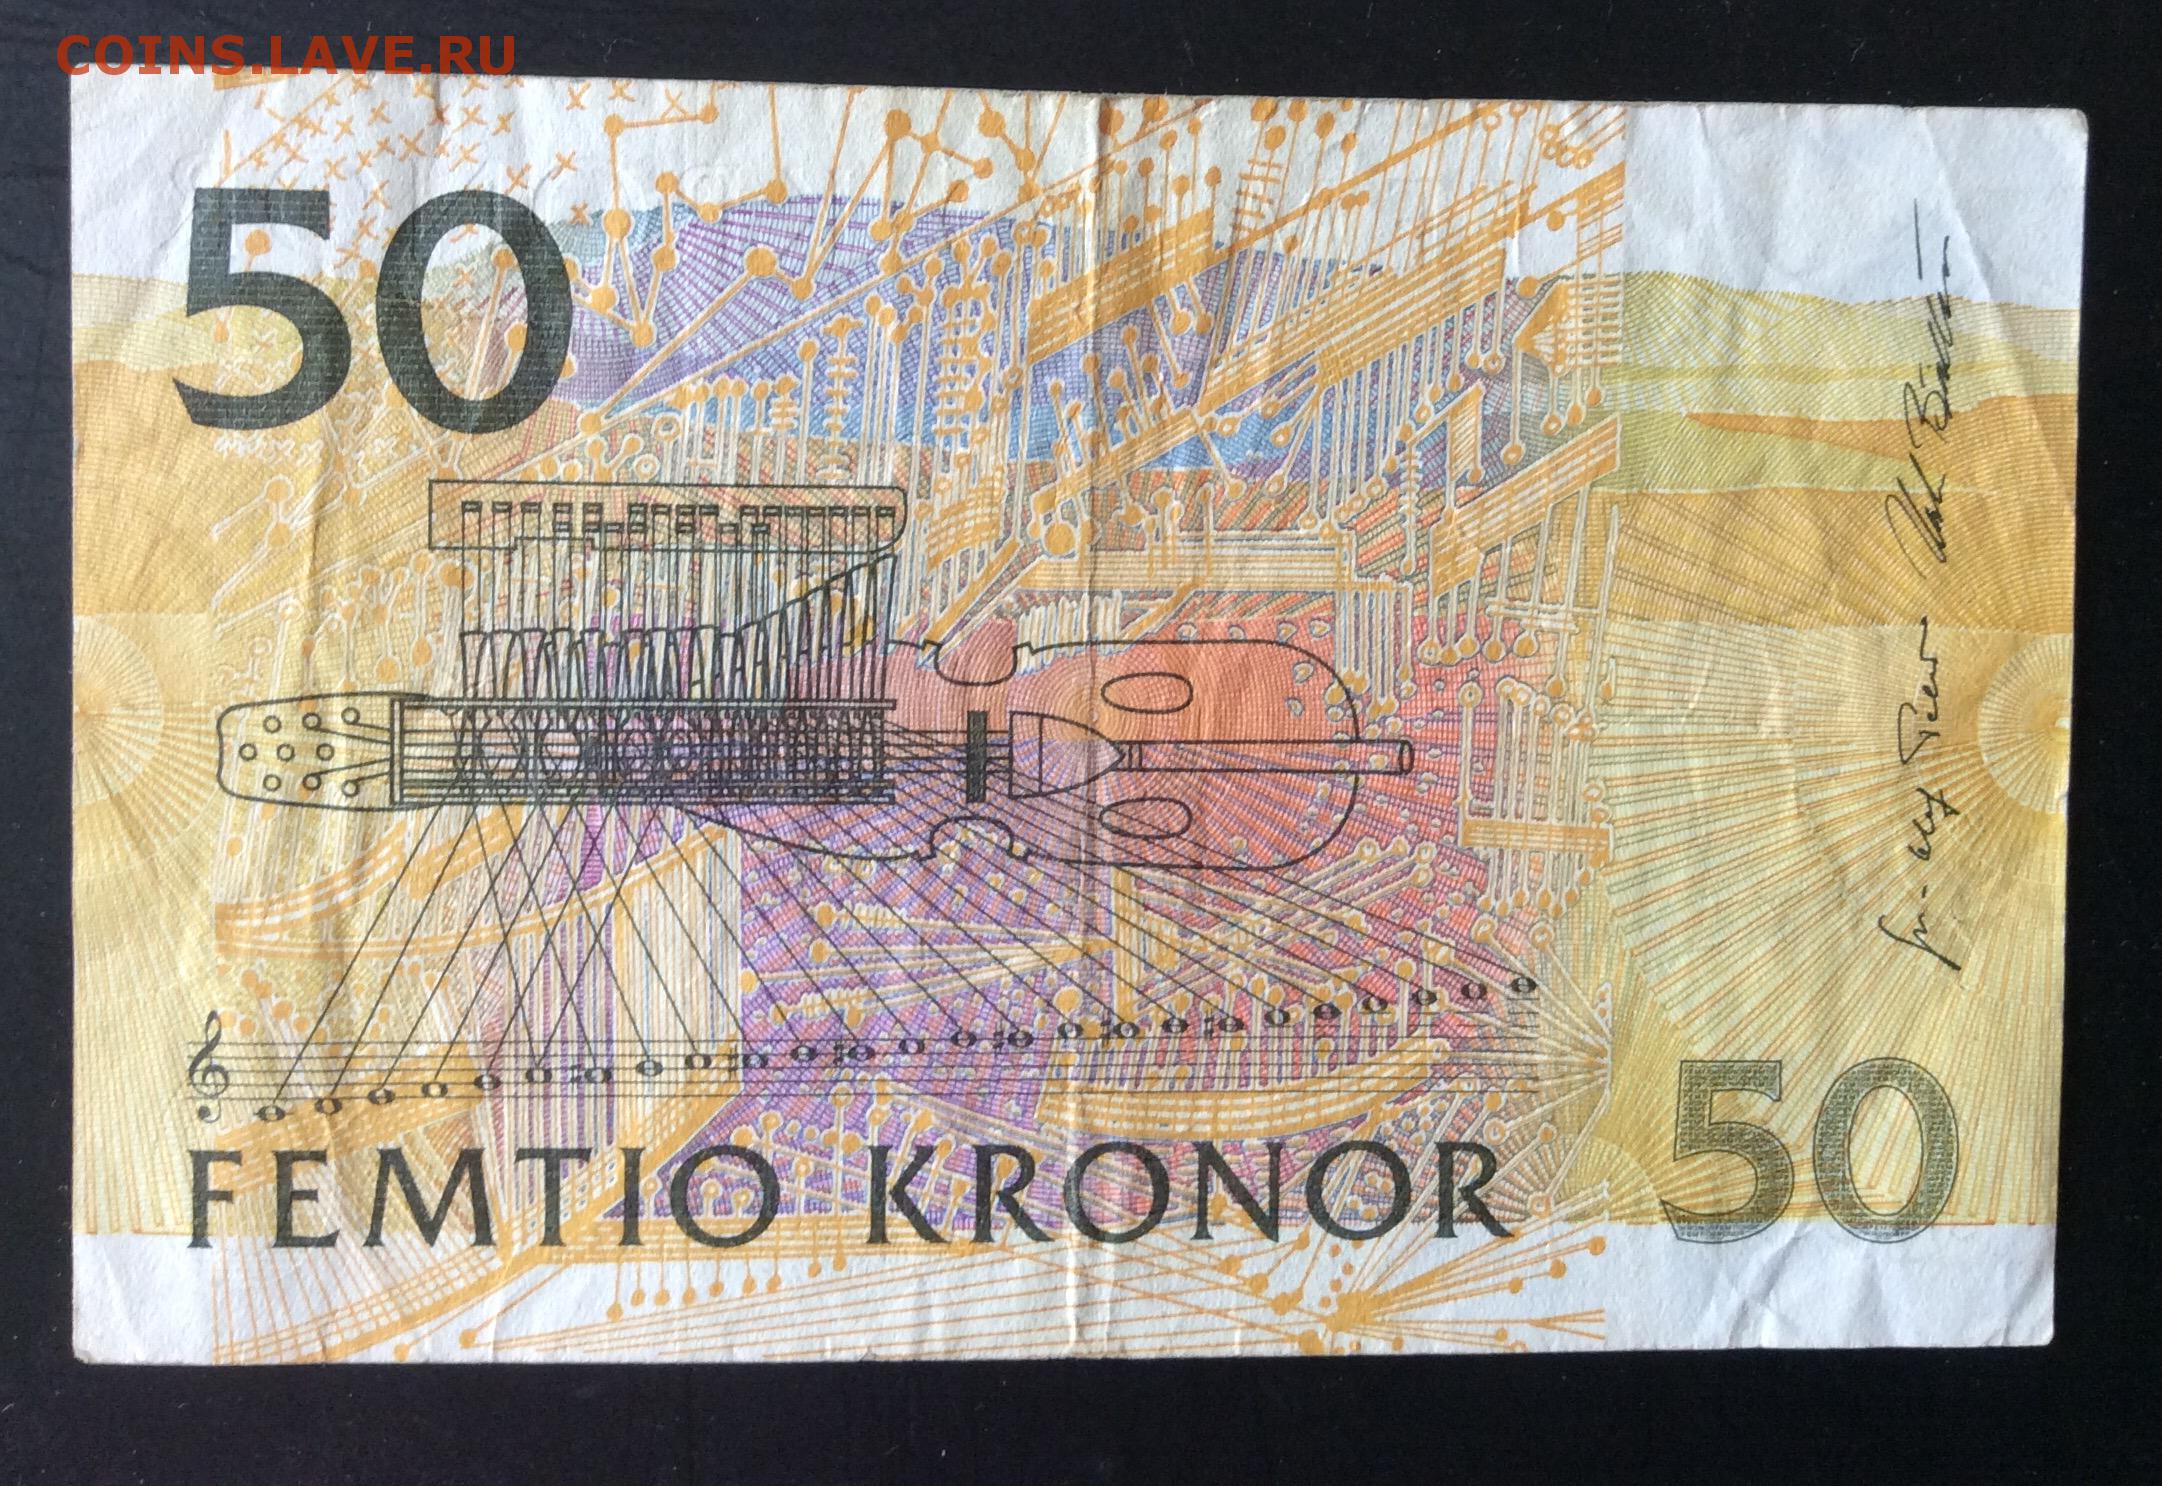 COINS.LAVE.RU
50
FEMTIO KRONOR
50